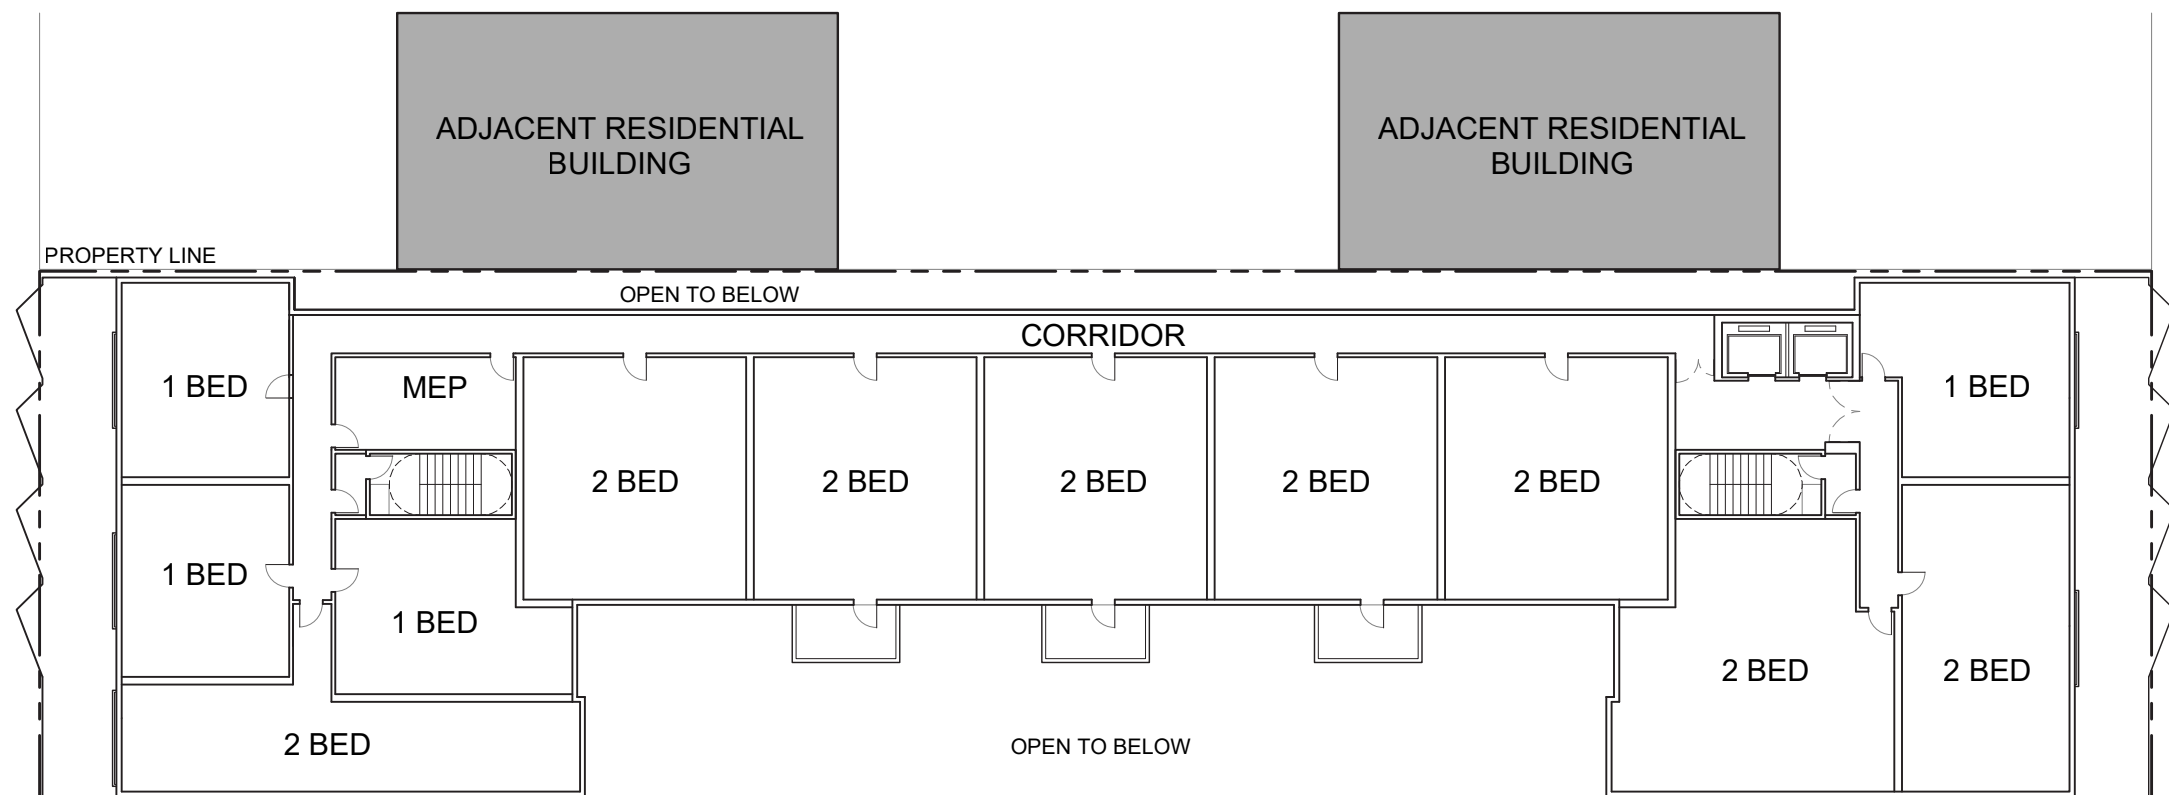 ADJACENT RESIDENTIAL
BUILDING
ADJACENT RESIDENTIAL
BUILDING
PROPERTY LINE
OPEN TO BELOW
CORRIDOR
1 BED
MEP
1 BED
2 BED
2 BED
2 BED
2 BED
2 BED
1 BED
1 BED
2 BED
2 BED
2 BED
OPEN TO BELOW